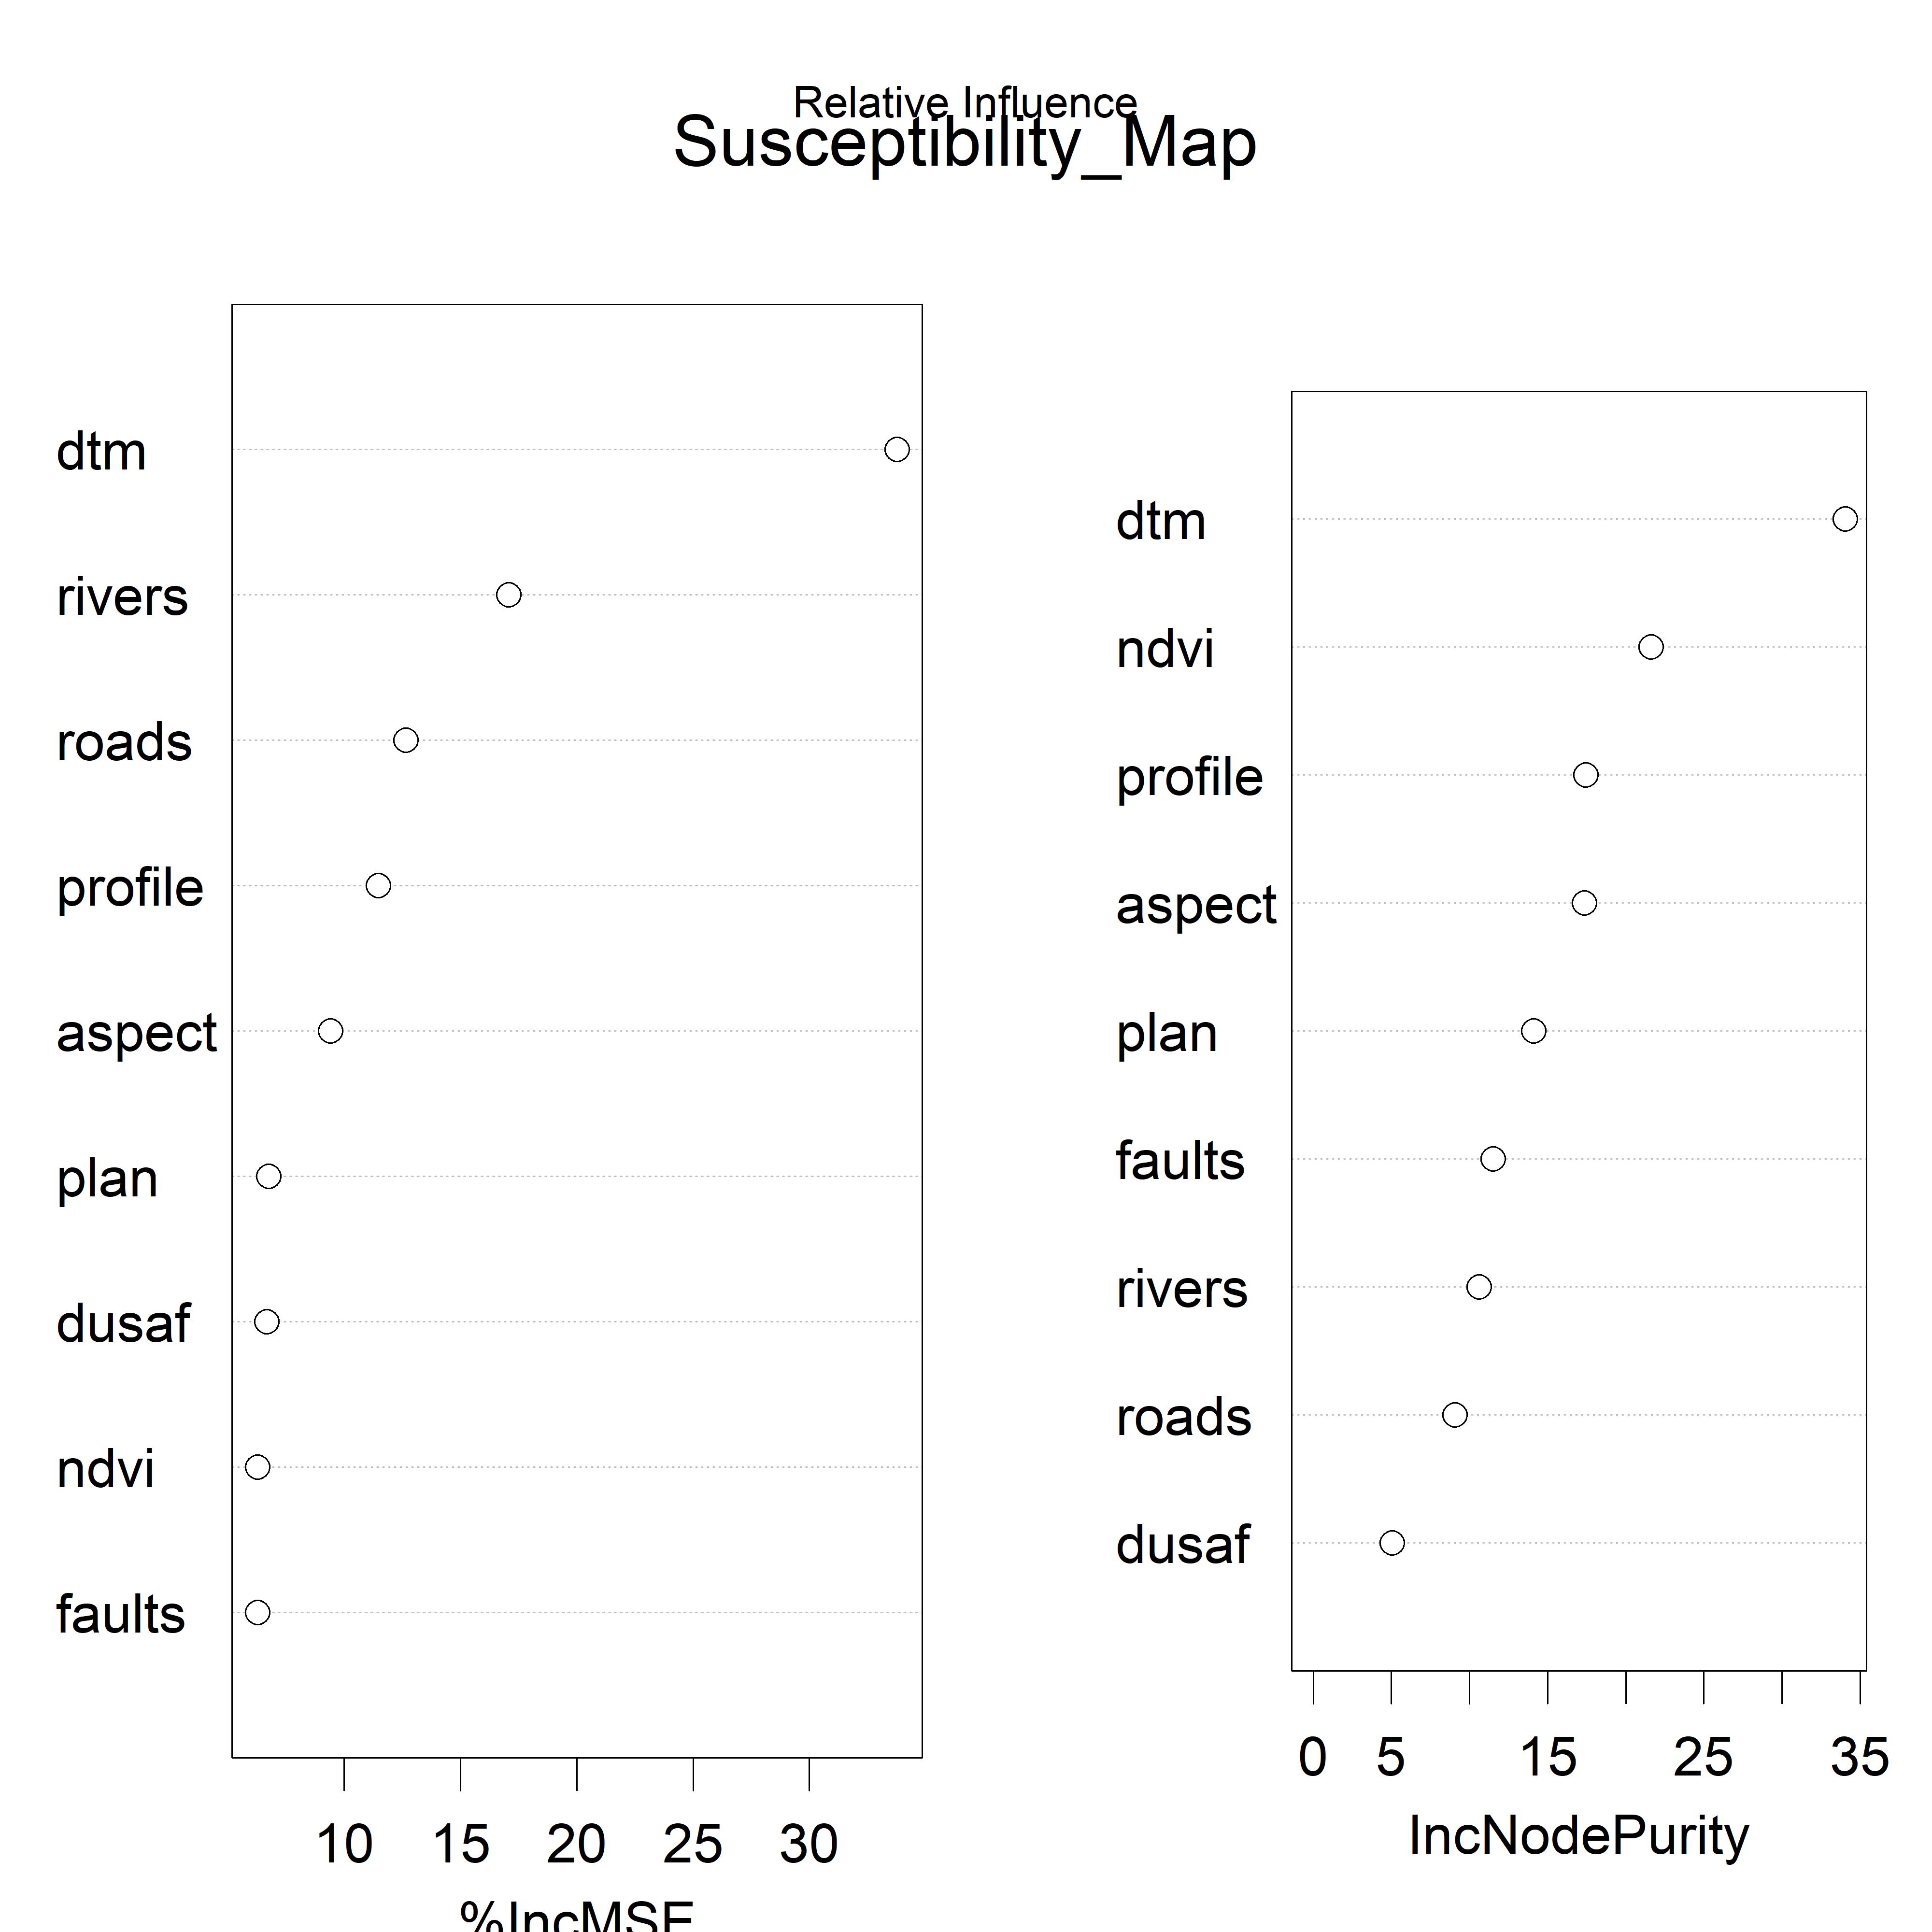 Relative Influence
Susceptibility_Map
dtm
rivers
roads
profile
aspect
plan
dusaf
ndvi
faults
10 15 20 25 30
%IncMSE
dtm
ndvi
profile
aspect
plan
faults
rivers
roads
dusaf
0 5 15 25 35
IncNodePurity